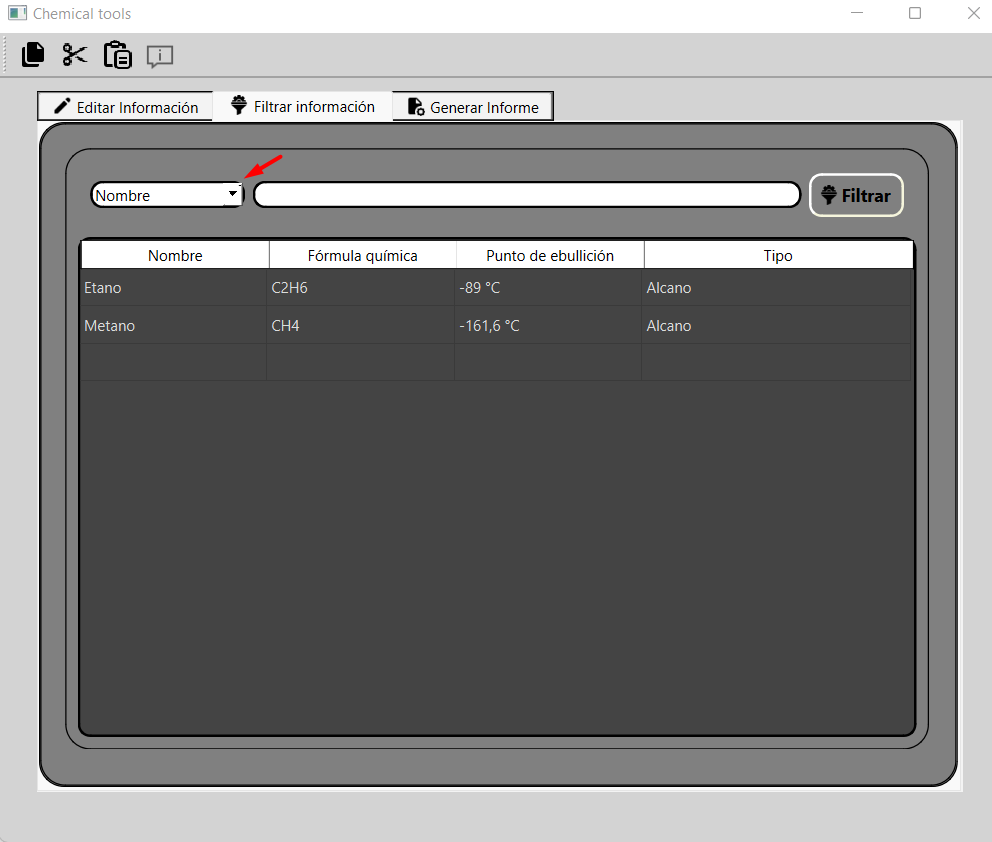 Chemical tools
Editar Información Filtrar información Generar Informe
Nombre Filtrar
Nombre Fórmula química Punto de ebullición Tipo
Etano C2H6 -89 °C Alcano
Metano CH4 -161,6 °C Alcano